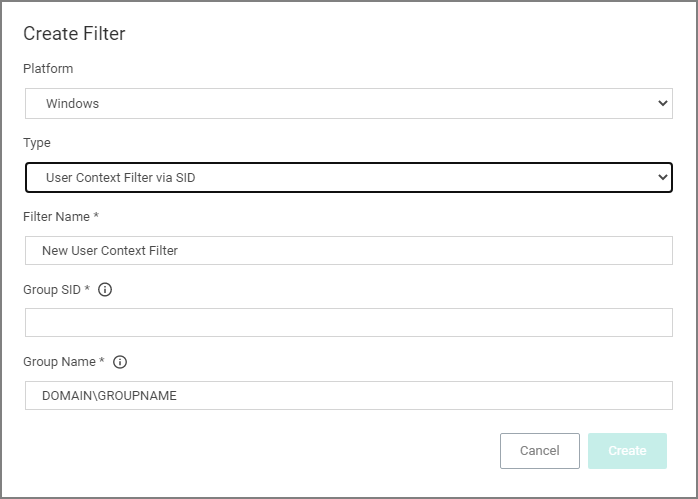 Create Filter
Platform
Windows
Type
User Context Filter via SID
Filter Name *
New User Context Filter
Group SID *
Group Name *
DOMAIN\GROUPNAME
Cancel Create